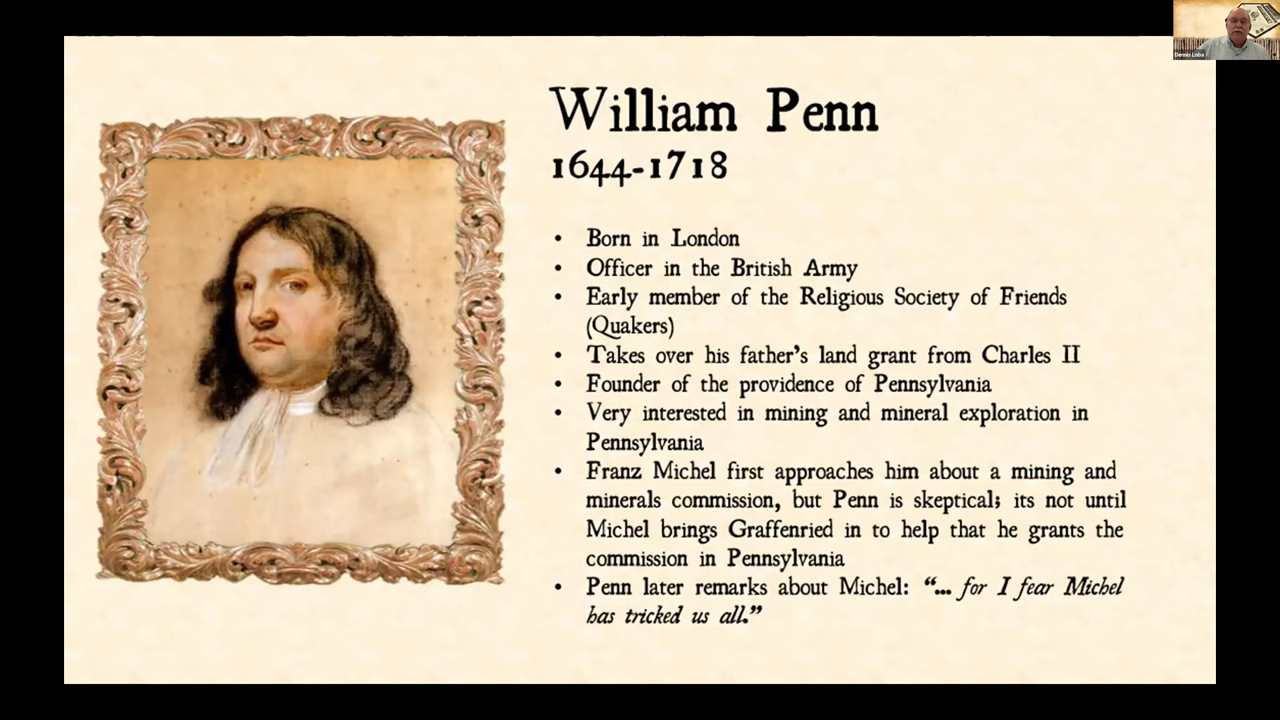 Dennis Loba
William Penn
1644-1718
• Born in London
• Officer in the British Army
• Early member of the Religious Society of Friends
(Quakers)
• Takes over his father's land grant from Charles II
• Founder of the providence of Pennsylvania
• Very interested in mining and mineral exploration in
Pennsylvania
• Franz Michel first approaches him about a mining and
minerals commission, but Penn is skeptical; its not until
Michel brings Graffenried in to help that he grants the
commission in Pennsylvania
• Penn later remarks about Michel: “... for I fear Michel
has tricked us all.”